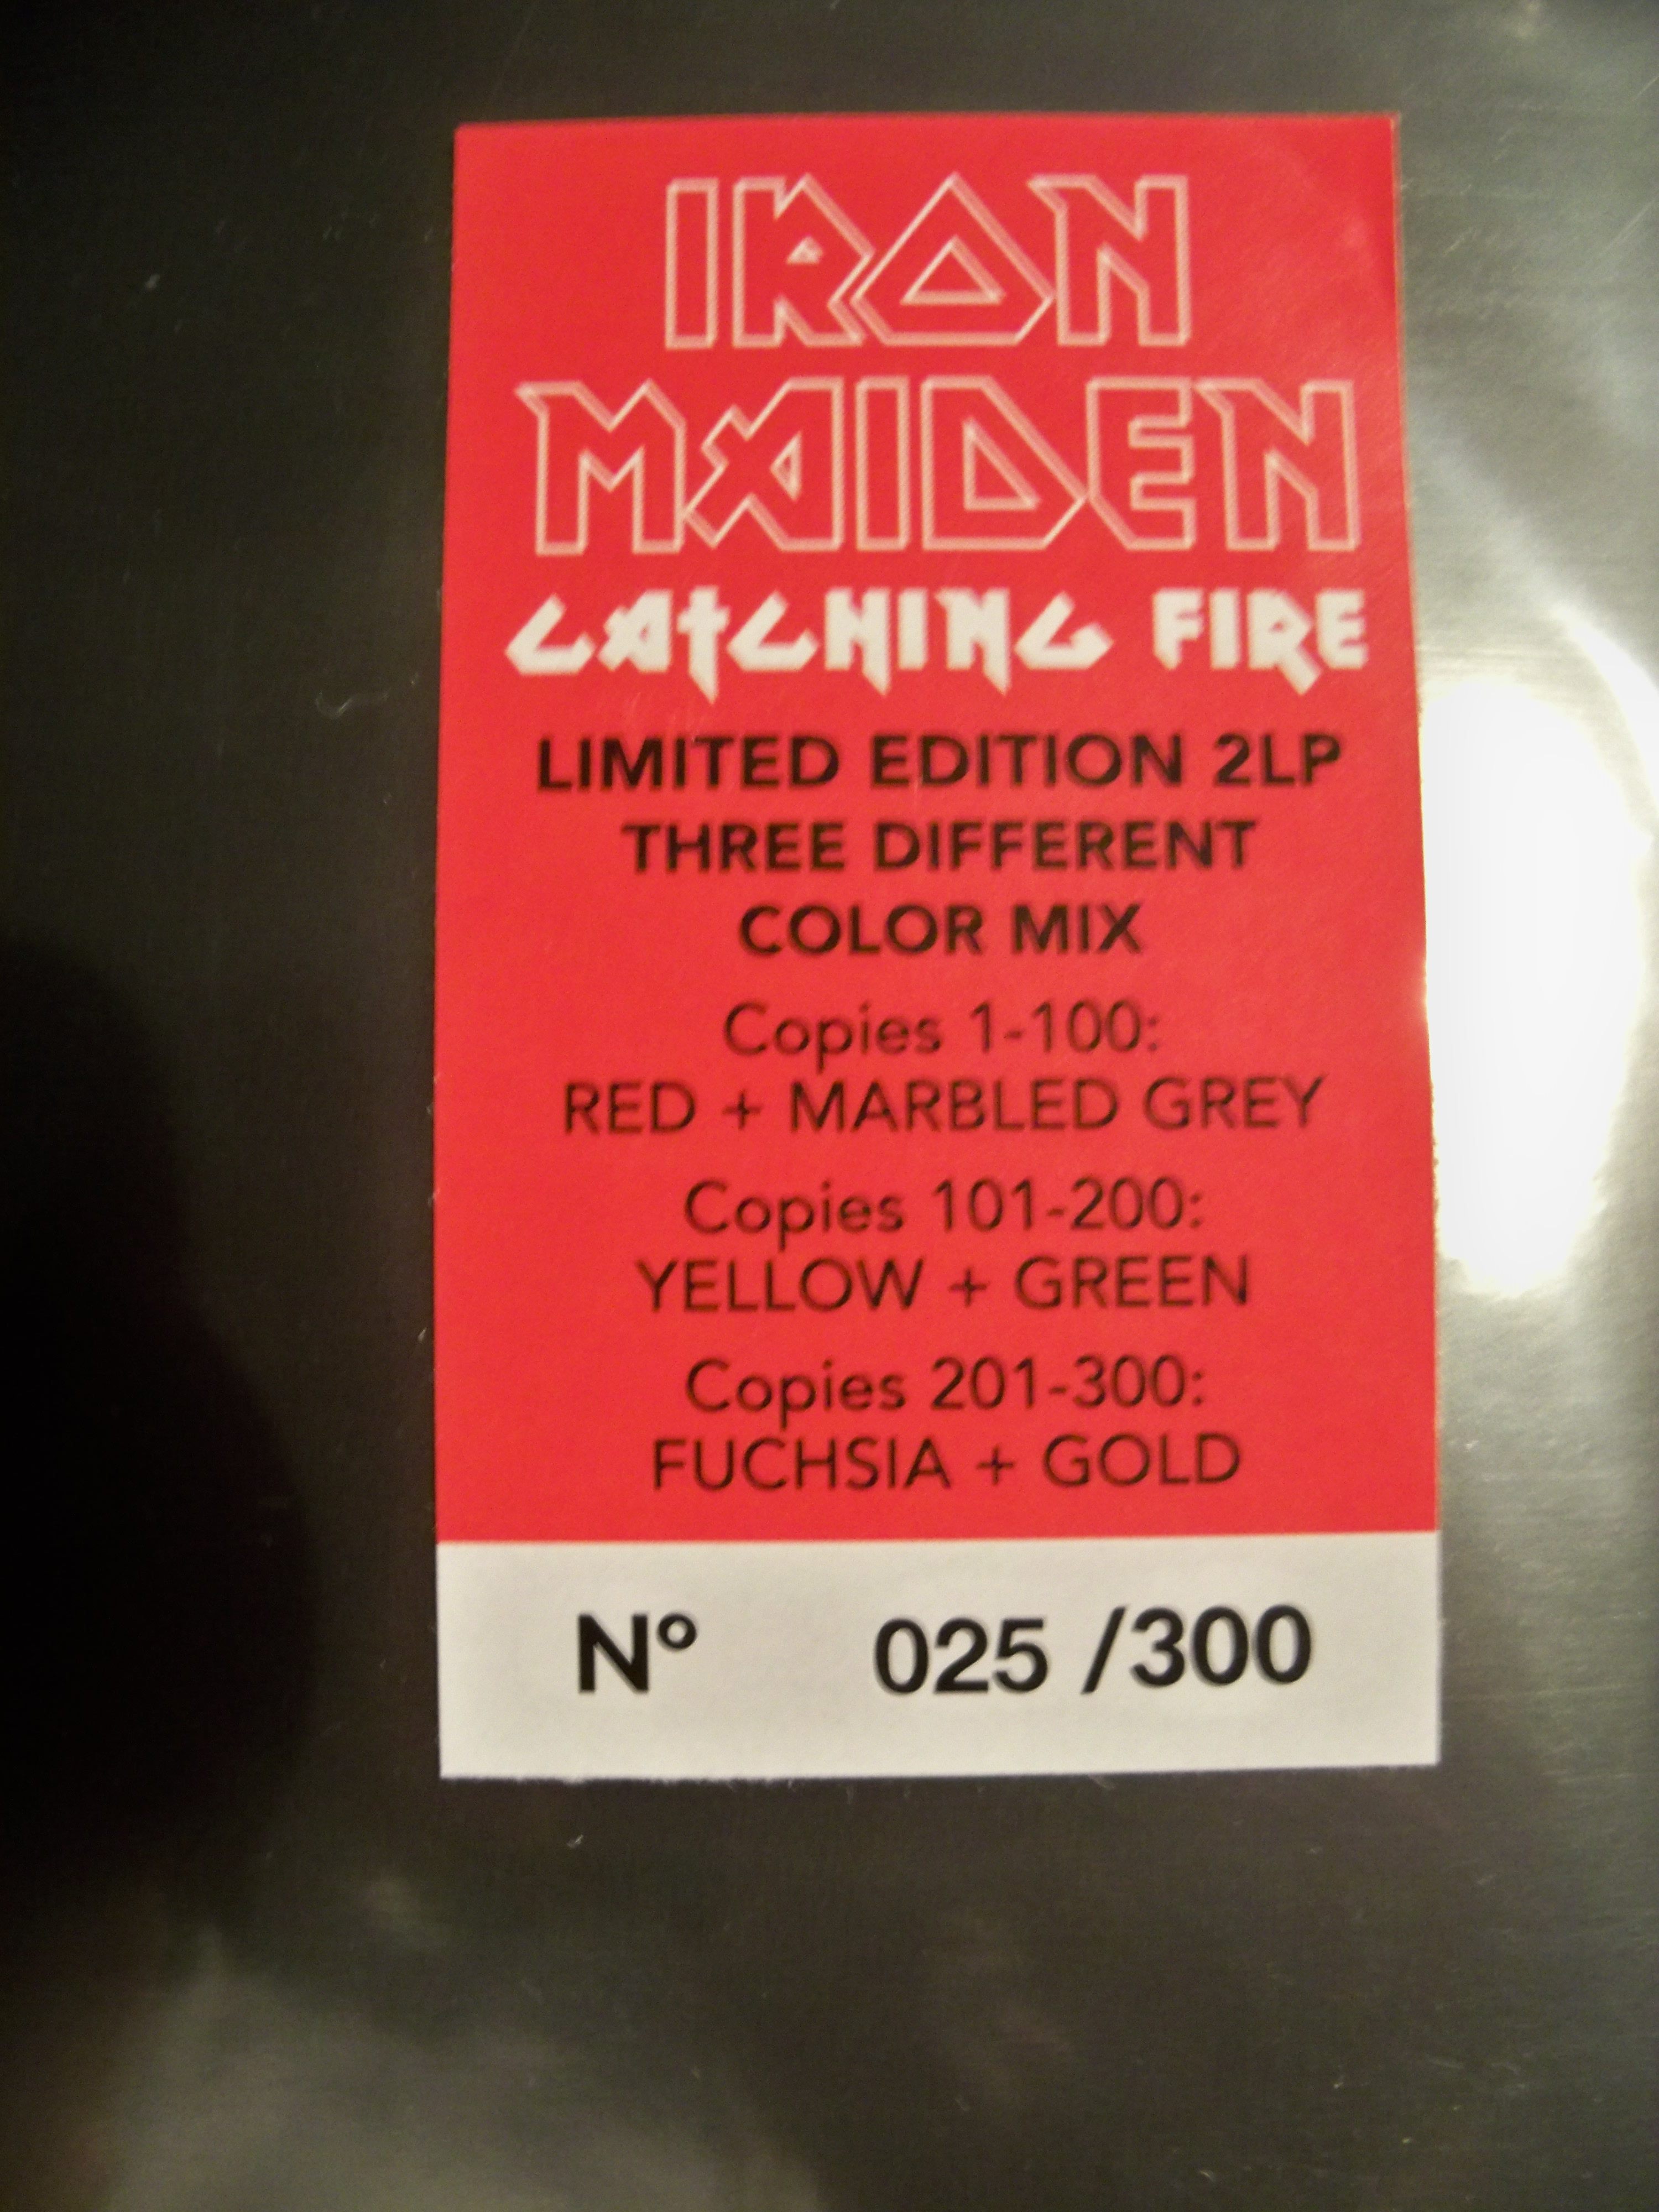 IRON
MAIDEN
CATCHING FIRE
LIMITED EDITION 2LP
THREE DIFFERENT
COLOR MIX
Copies 1-100:
RED + MARBLED GREY
Copies 101-200:
YELLOW + GREEN
Copies 201-300:
FUCHSIA + GOLD
Nº 025 /300